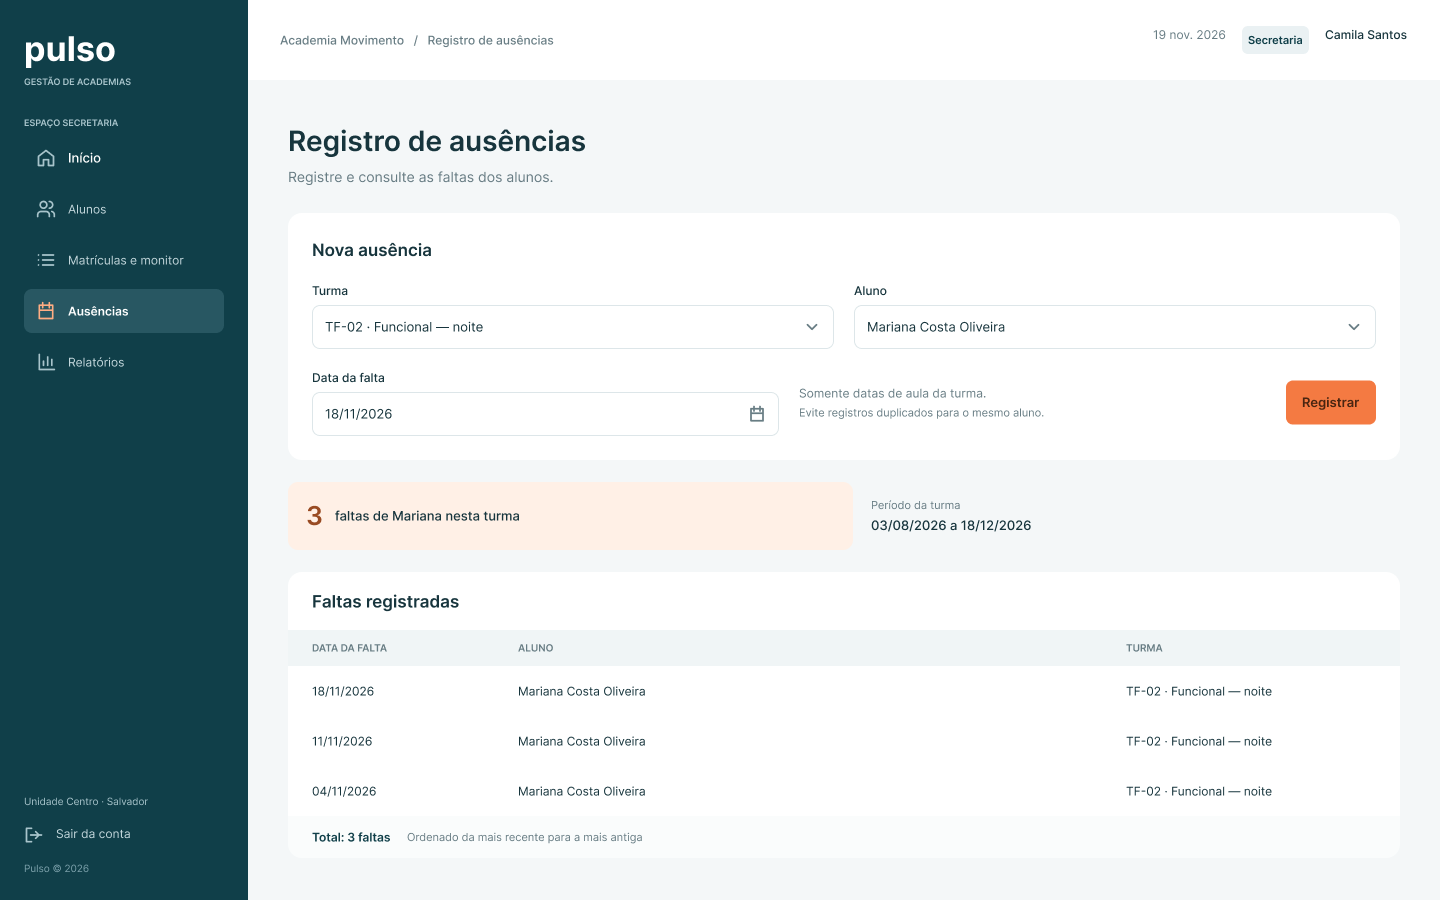 pulso
GESTÃO DE ACADEMIAS
ESPAÇO SECRETARIA
Início
Alunos
Matrículas e monitor
Ausências
Relatórios
Unidade Centro · Salvador
Sair da conta
Pulso © 2026
Academia Movimento / Registro de ausências
19 nov. 2026 Secretaria Camila Santos
Registro de ausências
Registre e consulte as faltas dos alunos.
Nova ausência
Turma Aluno
TF-02 · Funcional — noite Mariana Costa Oliveira
Data da falta
18/11/2026
Somente datas de aula da turma.
Evite registros duplicados para o mesmo aluno.
Registrar
3 faltas de Mariana nesta turma
Período da turma
03/08/2026 a 18/12/2026
Faltas registradas
DATA DA FALTA ALUNO TURMA
18/11/2026 Mariana Costa Oliveira TF-02 · Funcional — noite
11/11/2026 Mariana Costa Oliveira TF-02 · Funcional — noite
04/11/2026 Mariana Costa Oliveira TF-02 · Funcional — noite
Total: 3 faltas Ordenado da mais recente para a mais antiga